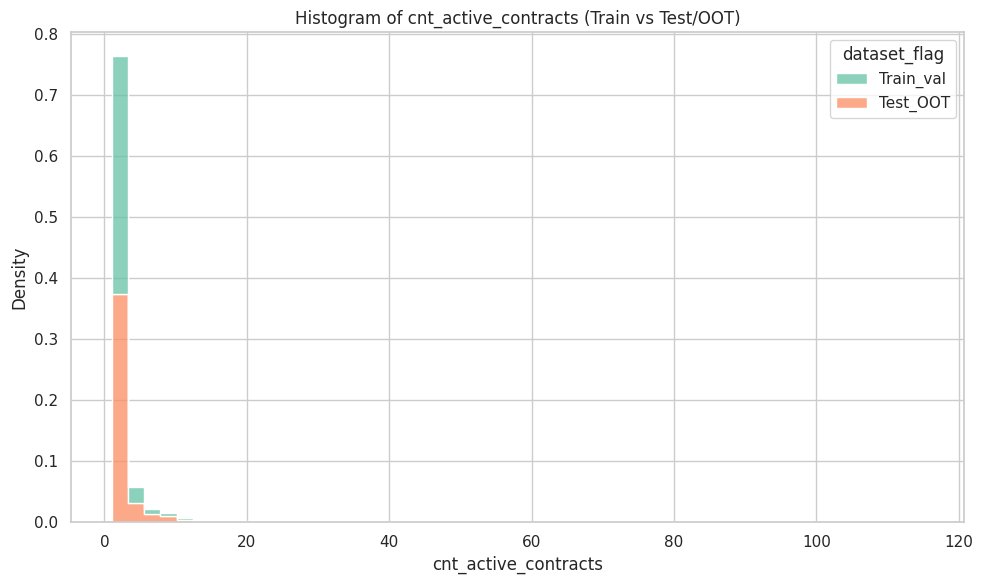 Histogram of cnt_active_contracts (Train vs Test/OOT)
dataset_flag
Train_val
Test_OOT
Density
0.8
0.7
0.6
0.5
0.4
0.3
0.2
0.1
0.0
0
20
40
60
80
100
120
cnt_active_contracts